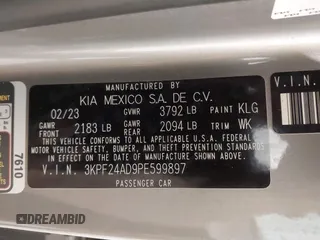 MANUFACTURED BY
KIA MEXICO S.A. DE C.V.
02/23 GVWR 3792 LB PAINT KLG
GAWR FRONT 2183 LB GAWR REAR 2094 LB TRIM WK
THIS VEHICLE CONFORMS TO ALL APPLICABLE U.S.A. FEDERAL
MOTOR VEHICLE SAFETY, BUMPER, AND THEFT PREVENTION STANDARDS
IN EFFECT ON THE DATE OF MANUFACTURE SHOWN ABOVE.
V.I.N. 3KPF24AD9PE599897
PASSENGER CAR
7610
V.I.N.
DREAMBID